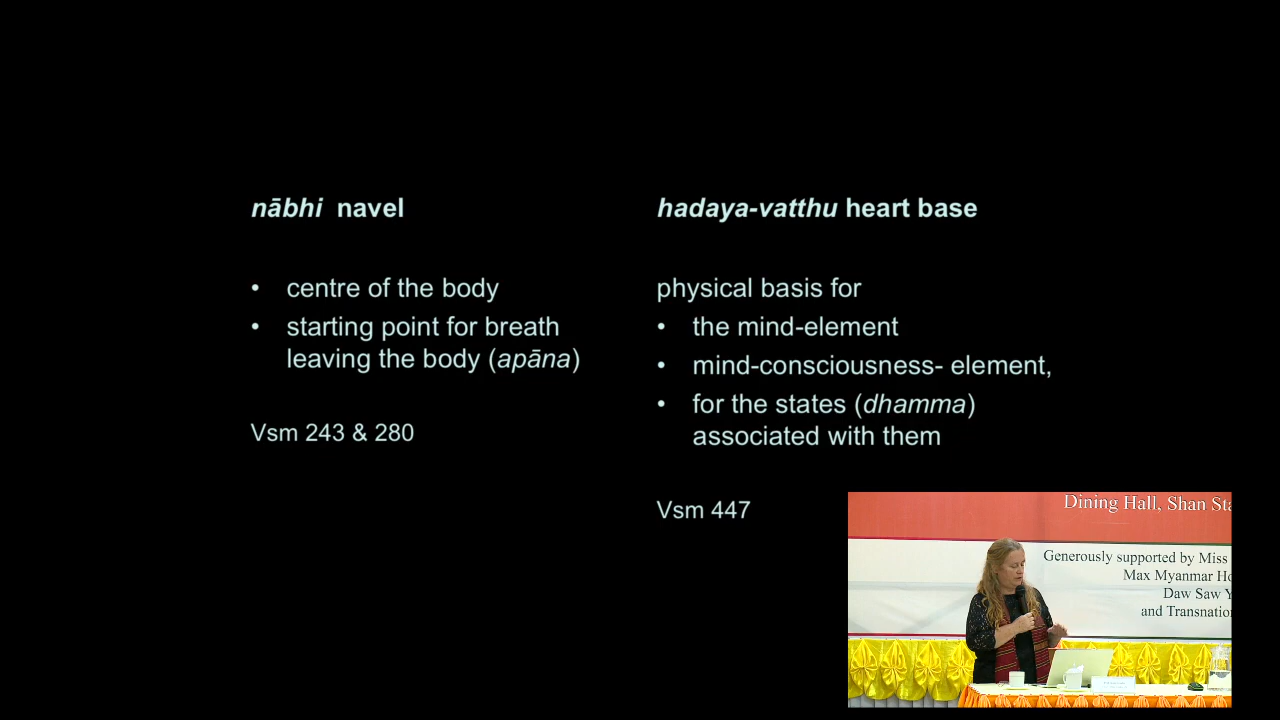 nābhi navel
• centre of the body
• starting point for breath
leaving the body (apāna)
Vsm 243 & 280
hadaya-vatthu heart base
physical basis for
• the mind-element
• mind-consciousness- element,
• for the states (dhamma)
associated with them
Vsm 447
Dining Hall, Shan Sta
Generously supported by Miss
Max Myanmar Ho
Daw Saw Y
and Transnation